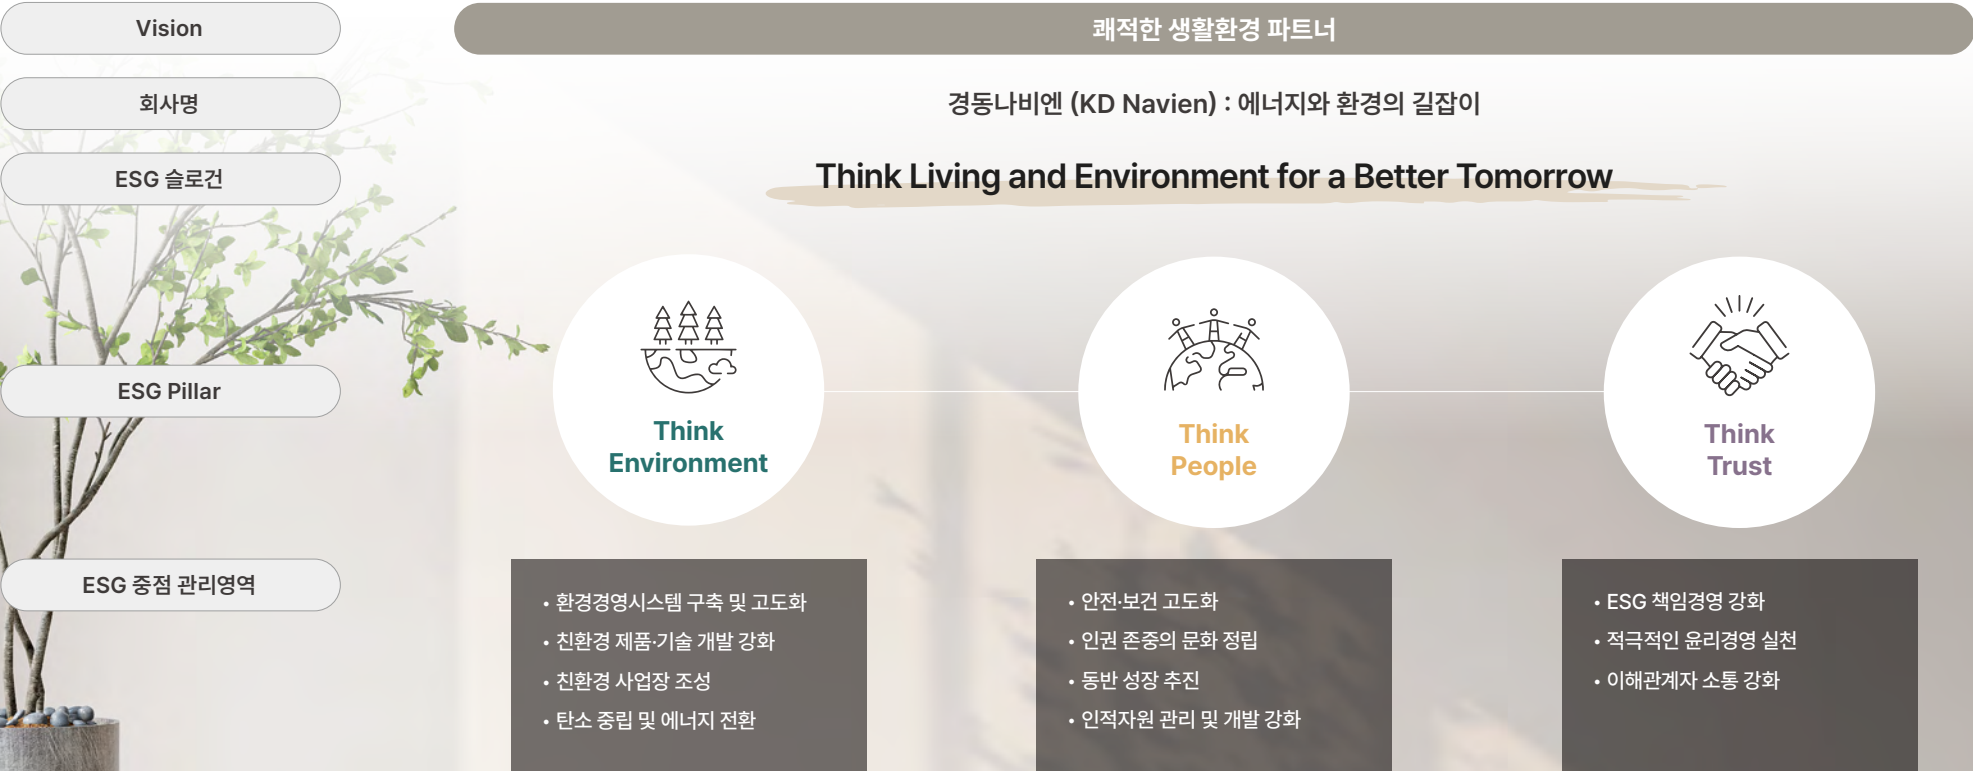 Vision
쾌적한 생활환경 파트너
회사명
경동나비엔 (KD Navien) : 에너지와 환경의 길잡이
ESG 슬로건
Think Living and Environment for a Better Tomorrow
ESG Pillar
Think
Environment
Think
People
Think
Trust
ESG 중점 관리영역
• 환경경영시스템 구축 및 고도화
• 친환경 제품·기술 개발 강화
• 친환경 사업장 조성
• 탄소 중립 및 에너지 전환
• 안전·보건 고도화
• 인권 존중의 문화 정립
• 동반 성장 추진
• 인적자원 관리 및 개발 강화
• ESG 책임경영 강화
• 적극적인 윤리경영 실천
• 이해관계자 소통 강화